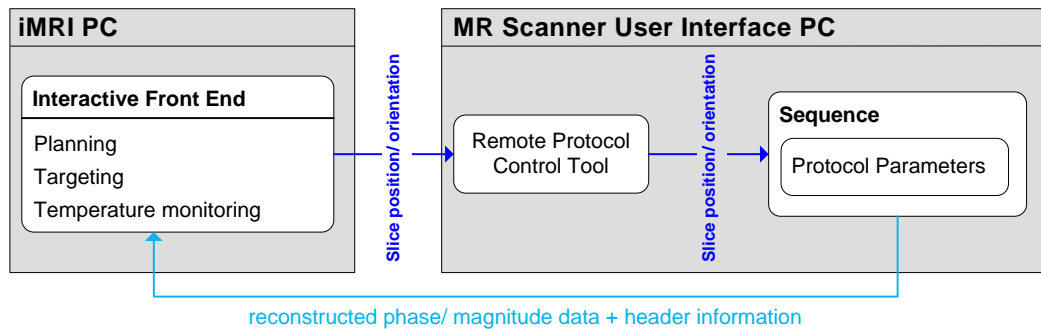 iMRI PC
Interactive Front End
Planning
Targeting
Temperature monitoring
Slice position/ orientation
MR Scanner User Interface PC
Remote Protocol
Control Tool
Slice position/ orientation
Sequence
Protocol Parameters
reconstructed phase/ magnitude data + header information